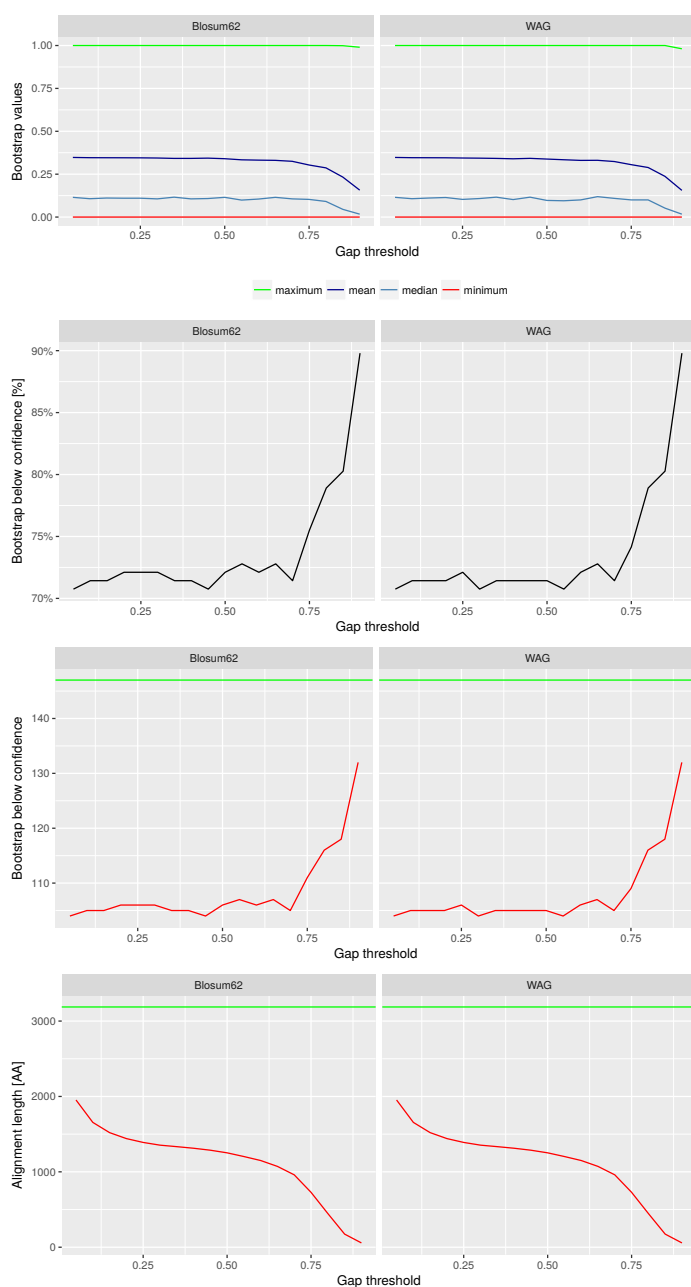 Blosum62 WAG
1.00
0.75
0.50
0.25
0.00
Bootstrap values
0.25 0.50 0.75 0.25 0.50 0.75
Gap threshold
maximum mean median minimum
Blosum62 WAG
90%
85%
80%
75%
70%
Bootstrap below confidence [%]
0.25 0.50 0.75 0.25 0.50 0.75
Gap threshold
Blosum62 WAG
140
130
120
110
Bootstrap below confidence
0.25 0.50 0.75 0.25 0.50 0.75
Gap threshold
Blosum62 WAG
3000
2000
1000
0
Alignment length [AA]
0.25 0.50 0.75 0.25 0.50 0.75
Gap threshold